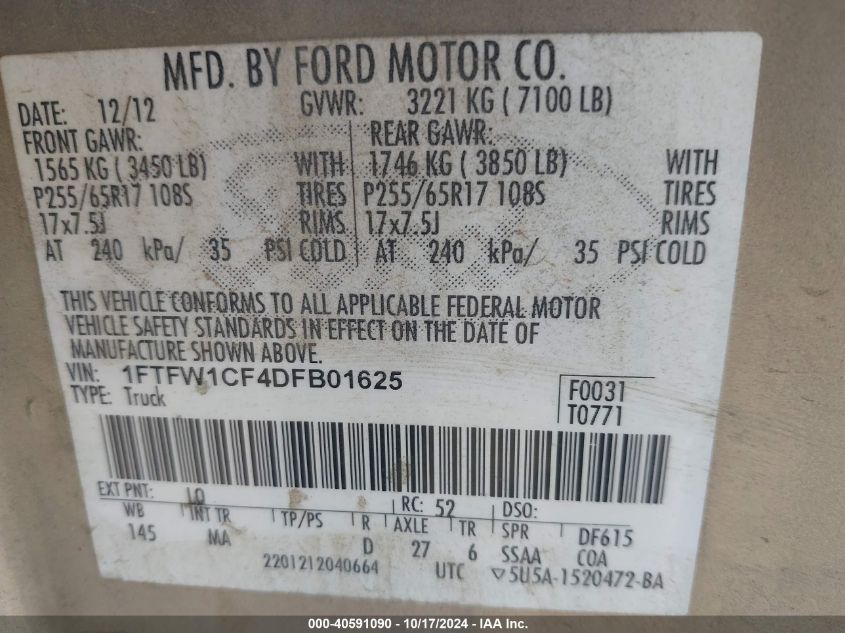 MFD. BY FORD MOTOR CO.
DATE: 12/12 GVWR: 3221 KG ( 7100 LB)
FRONT GAWR: REAR GAWR:
1565 KG ( 3450 LB) WITH 1746 KG ( 3850 LB) WITH
P255/65R17 108S TIRES P255/65R17 108S TIRES
17x7.5J RIMS 17x7.5J RIMS
AT 240 kPa/ 35 PSI COLD AT 240 kPa/ 35 PSI COLD
THIS VEHICLE CONFORMS TO ALL APPLICABLE FEDERAL MOTOR
VEHICLE SAFETY STANDARDS IN EFFECT ON THE DATE OF
MANUFACTURE SHOWN ABOVE.
VIN: 1FTFW1CF4DFB01625 F0031
TYPE: Truck T0771
EXT PNT: RC: 52 DSO:
WB INT TR TP/PS R AXLE TR SPR DF615
145 MA D 27 6 SSAA COA
2201212040664 UTC ▽5U5A-1520472-BA
000-40591090 - 10/17/2024 - IAA Inc.